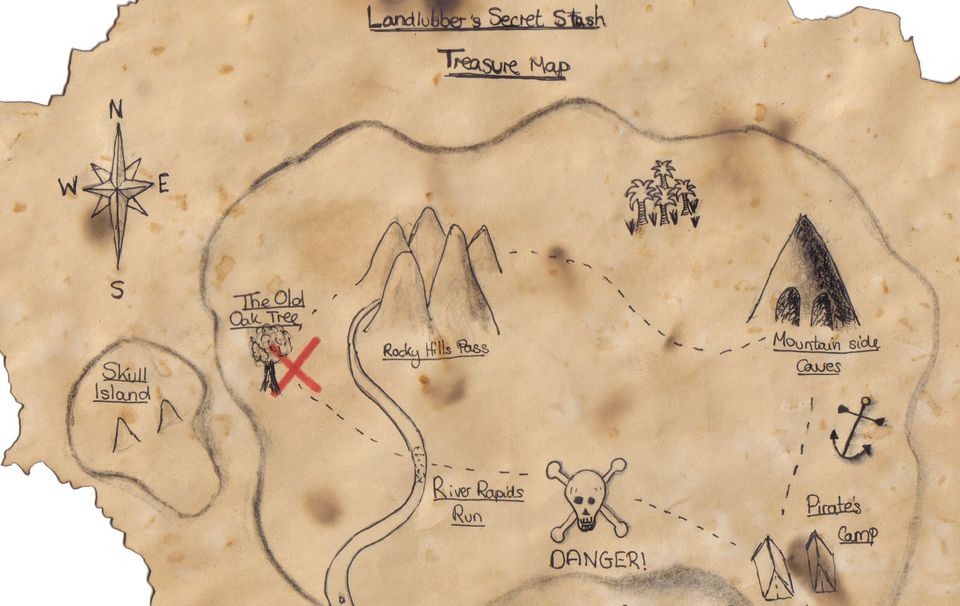 Landlubber's Secret Stash
Treasure Map
N
W E
S
The Old
Oak Tree
Rocky Hills Pass
Mountain side
Caves
Skull
Island
River Rapids
Run
Pirate's
Camp
DANGER!